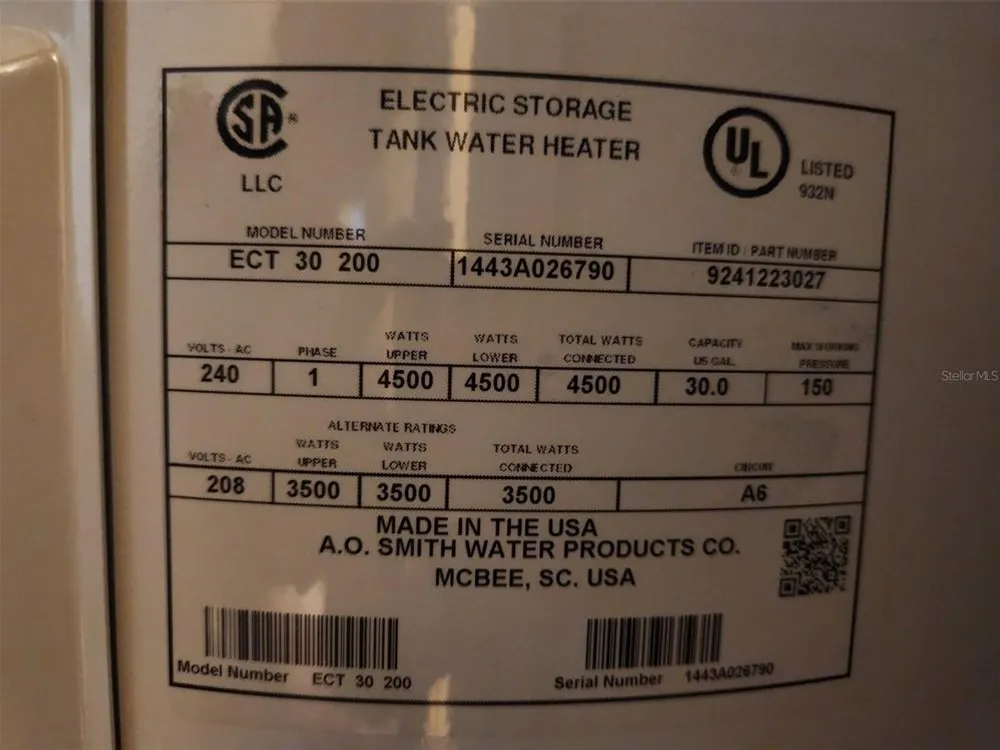 SA®
ELECTRIC STORAGE
TANK WATER HEATER
LLC
UL®
LISTED
932N
MODEL NUMBER SERIAL NUMBER ITEM ID / PART NUMBER
ECT 30 200 1443A026790 9241223027
VOLTS - AC PHASE WATTS UPPER WATTS LOWER TOTAL WATTS CONNECTED CAPACITY US GAL. MAX WORKING PRESSURE
240 1 4500 4500 4500 30.0 150
ALTERNATE RATINGS
VOLTS - AC WATTS UPPER WATTS LOWER TOTAL WATTS CONNECTED CIRCUIT
208 3500 3500 3500 A6
MADE IN THE USA
A.O. SMITH WATER PRODUCTS CO.
MCBEE, SC. USA
Model Number ECT 30 200 Serial Number 1443A026790
Stellar MLS